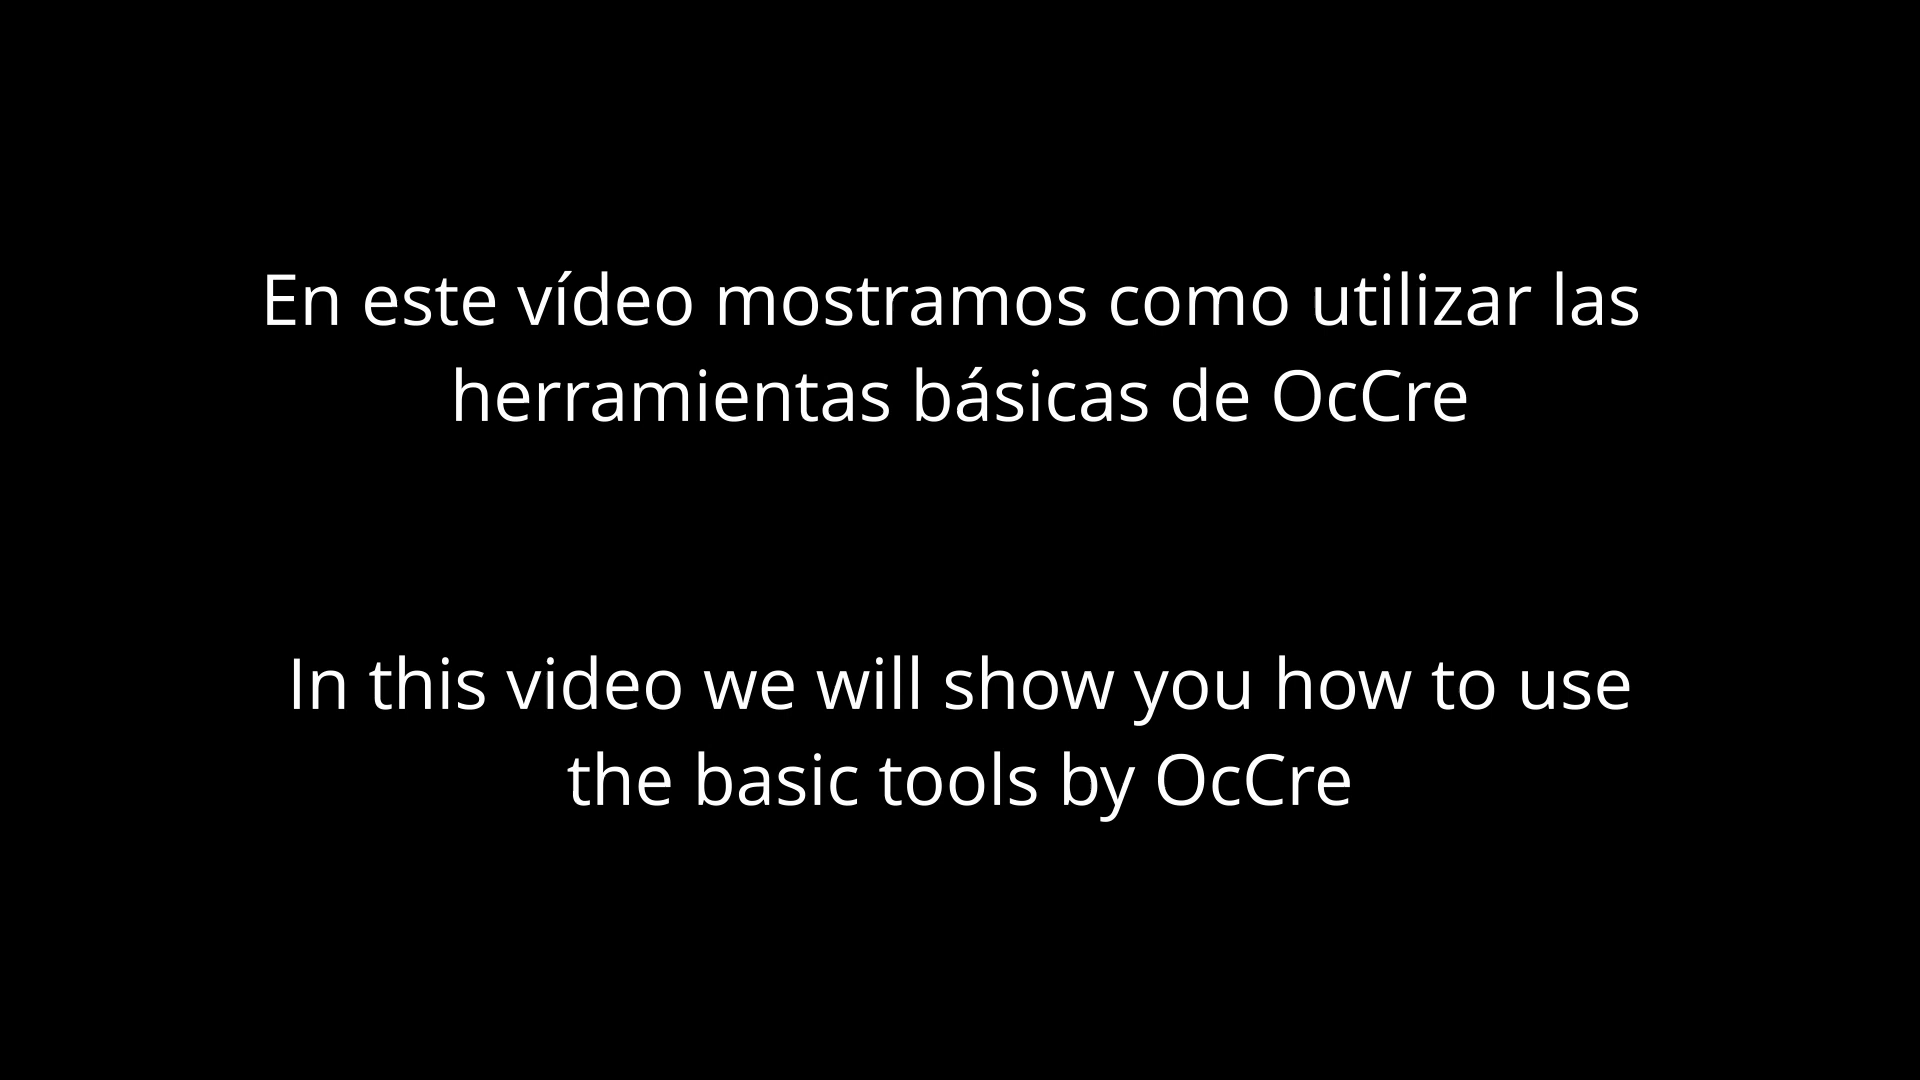 En este vídeo mostramos como utilizar las
herramientas básicas de OcCre
In this video we will show you how to use
the basic tools by OcCre